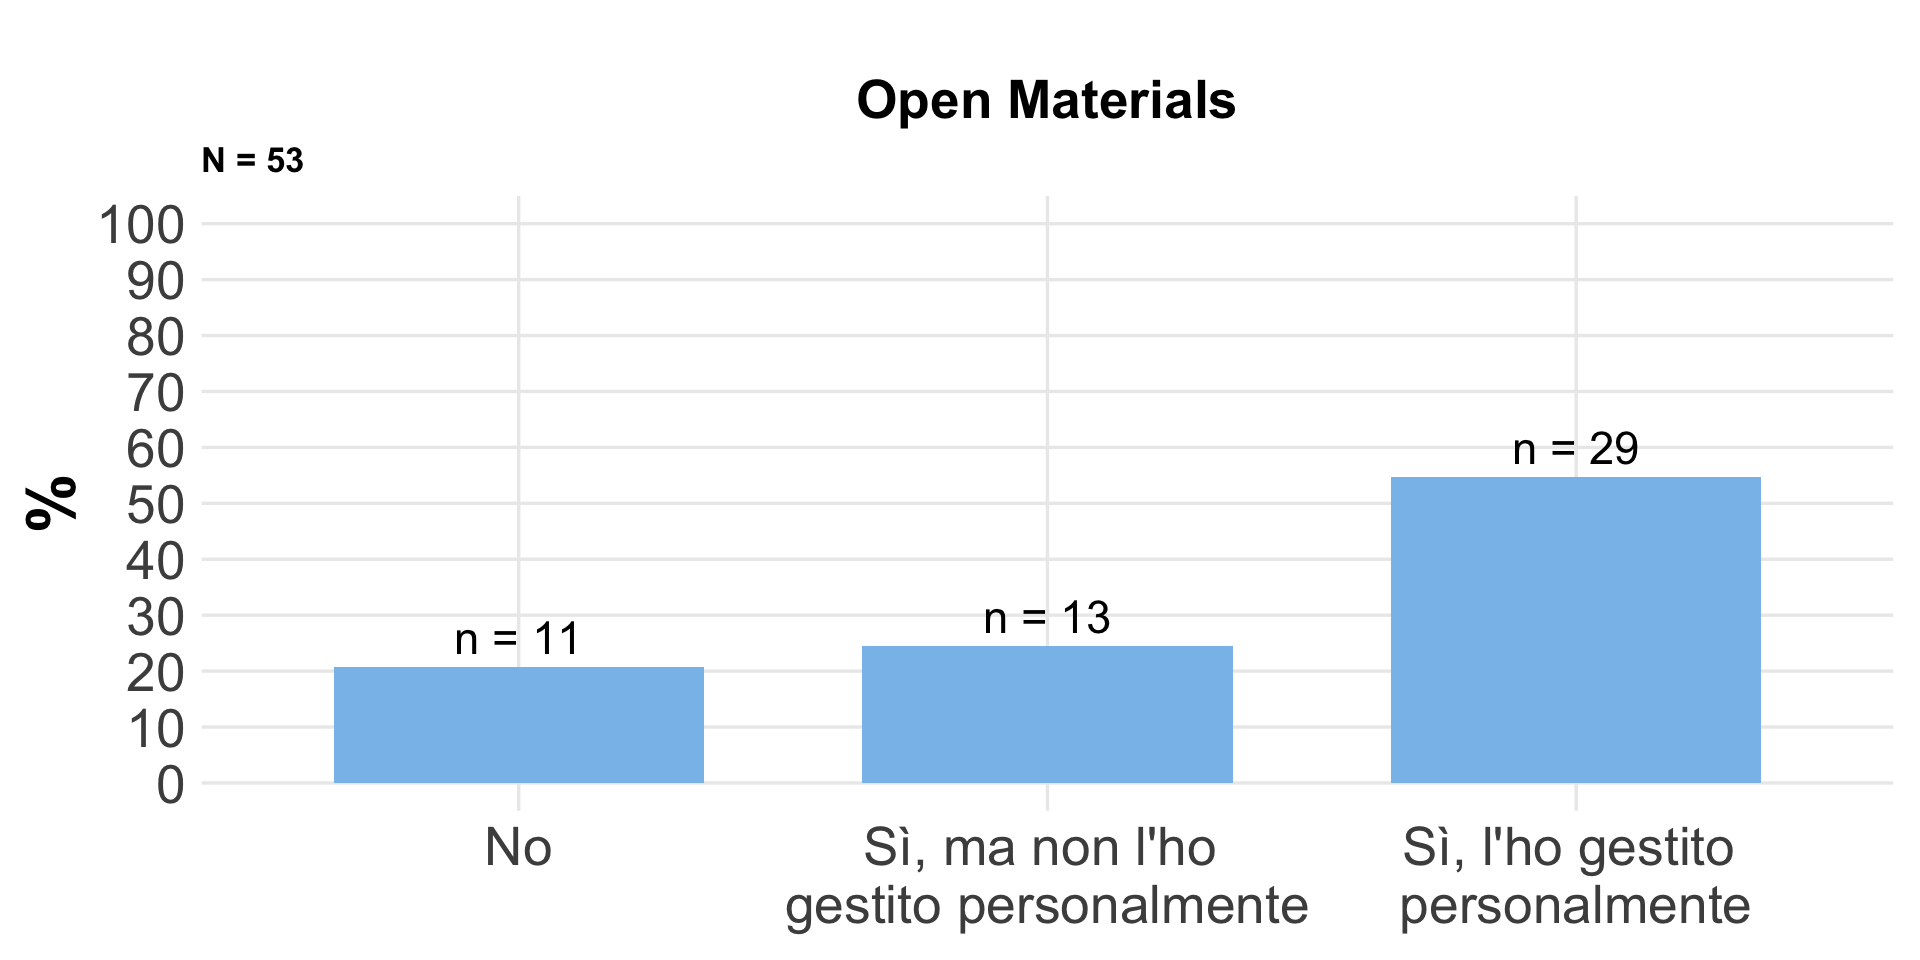 Open Materials
N = 53
100
90
80
70
60
50
40
30
20
10
0
%
n = 11
n = 13
n = 29
No
Sì, ma non l'ho
gestito personalmente
Sì, l'ho gestito
personalmente